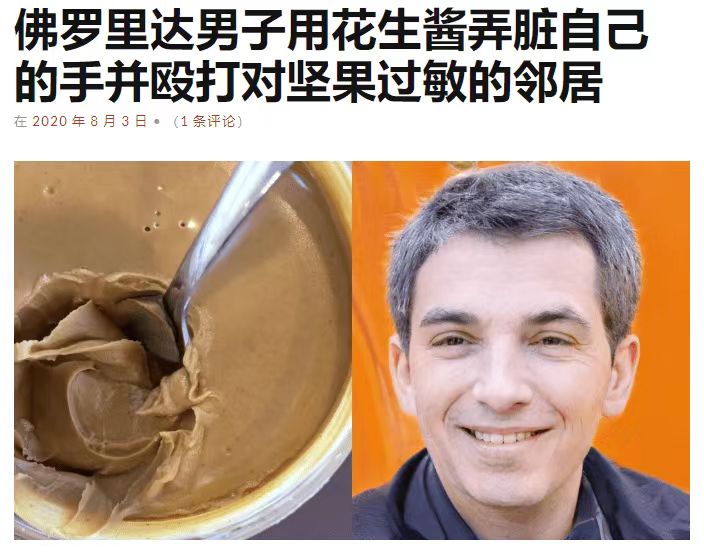 佛罗里达男子用花生酱弄脏自己
的手并殴打对坚果过敏的邻居
在 2020 年 8 月 3 日 • （1 条评论）